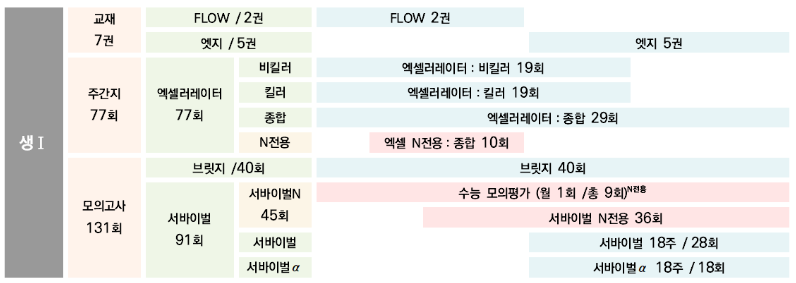 생Ⅰ
교재
7권
FLOW / 2권
FLOW 2권
엣지 / 5권
엣지 5권
주간지
77회
엑셀러레이터
77회
비킬러
엑셀러레이터 : 비킬러 19회
킬러
엑셀러레이터 : 킬러 19회
종합
엑셀러레이터 : 종합 29회
N전용
엑셀 N전용 : 종합 10회
모의고사
131회
브릿지 /40회
브릿지 40회
서바이벌
91회
서바이벌N
45회
수능 모의평가 (월 1회 /총 9회)N전용
서바이벌 N전용 36회
서바이벌
서바이벌 18주 / 28회
서바이벌α
서바이벌α 18주 / 18회